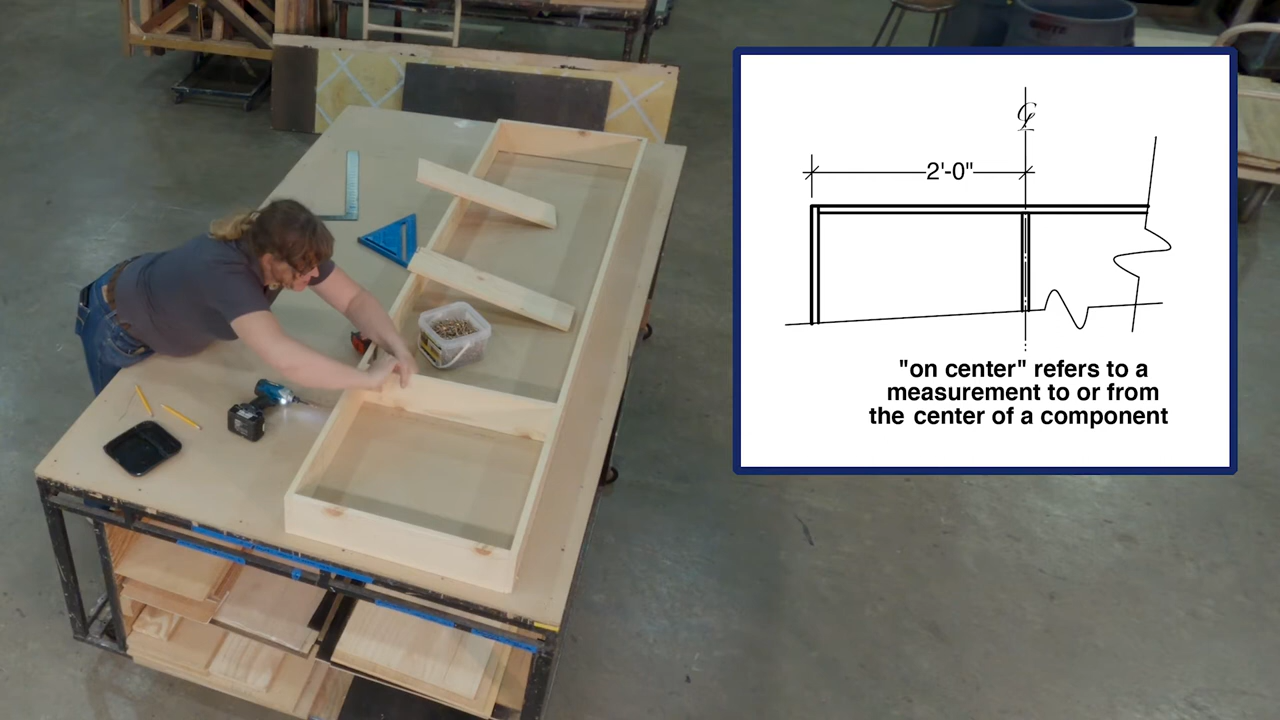 ℄
2'-0"
"on center" refers to a
measurement to or from
the center of a component